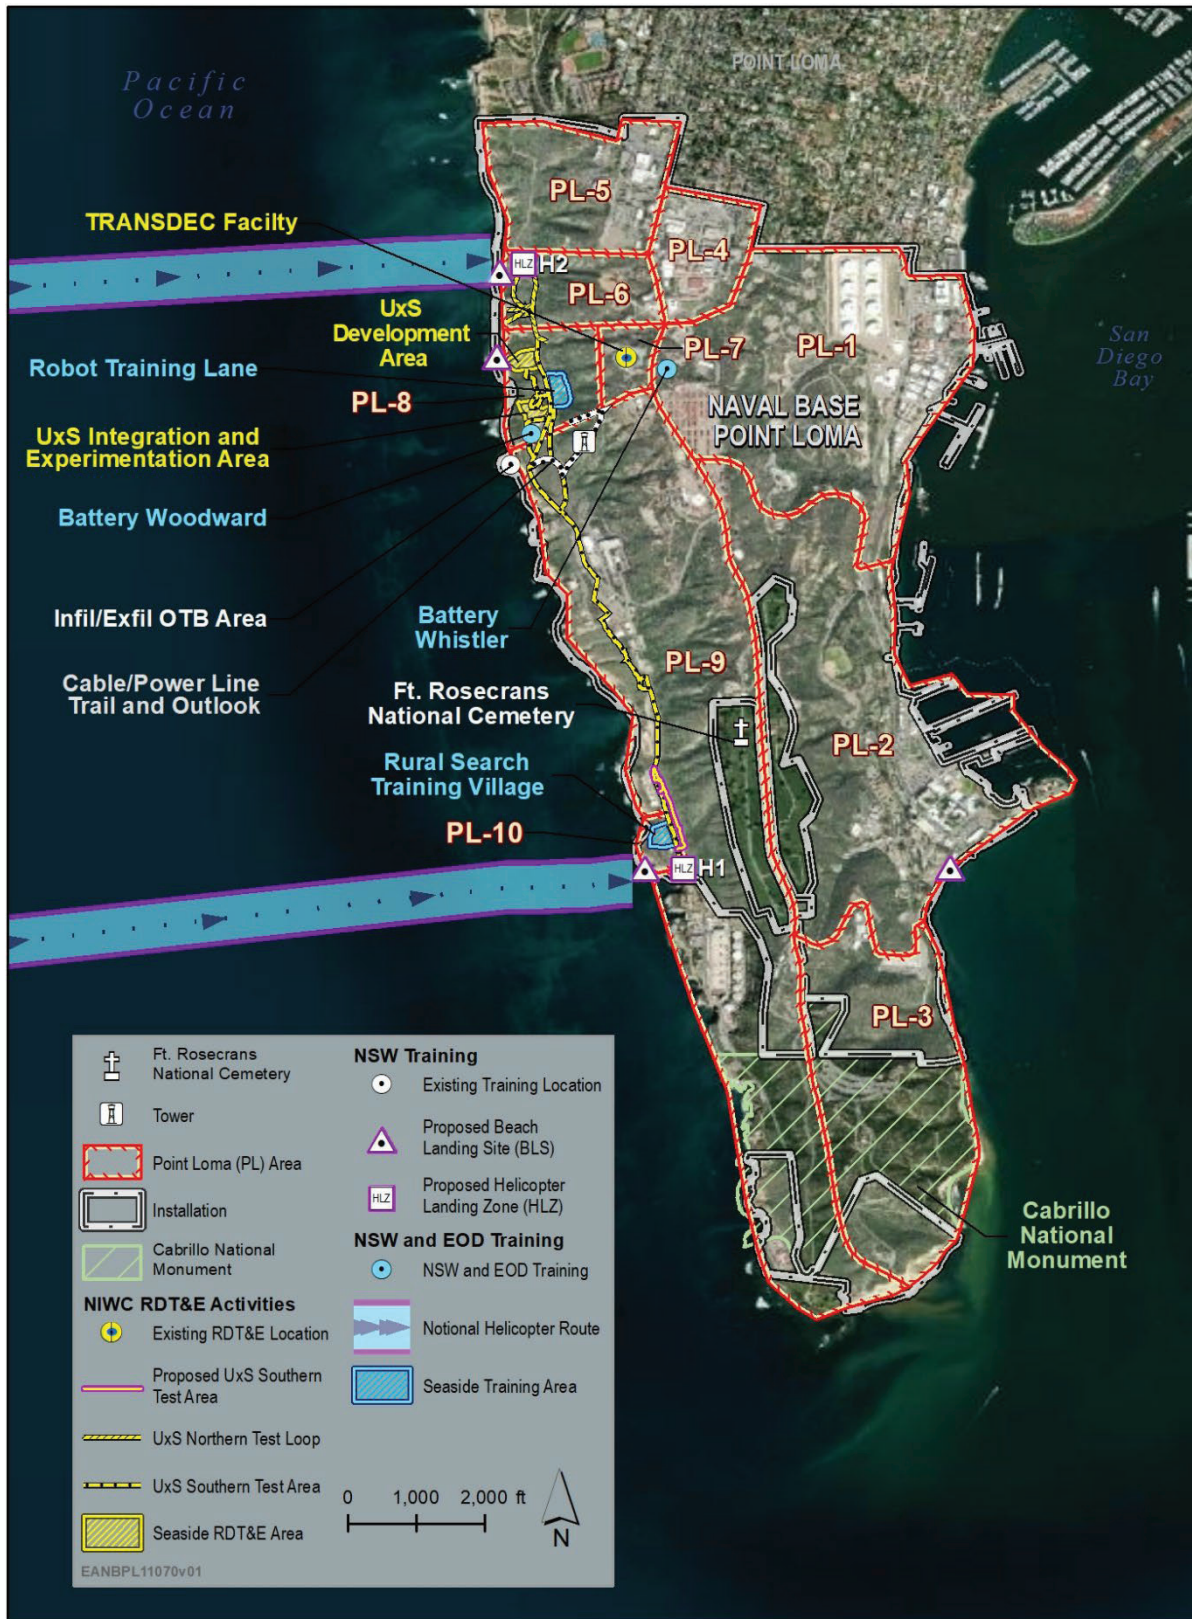 Pacific
Ocean
POINT LOMA
PL-5
TRANSDEC Facilty
PL-4
HLZ
H2
PL-6
UxS
Development
Area
San
Diego
Bay
PL-7
PL-1
Robot Training Lane
PL-8
NAVAL BASE
POINT LOMA
UxS Integration and
Experimentation Area
Battery Woodward
Infil/Exfil OTB Area
Battery
Whistler
Cable/Power Line
Trail and Outlook
PL-9
Ft. Rosecrans
National Cemetery
PL-2
Rural Search
Training Village
PL-10
HLZ
H1
PL-3
Cabrillo
National
Monument
Ft. Rosecrans
National Cemetery
Tower
Point Loma (PL) Area
Installation
Cabrillo National
Monument
NIWC RDT&E Activities
Existing RDT&E Location
Proposed UxS Southern
Test Area
UxS Northern Test Loop
UxS Southern Test Area
Seaside RDT&E Area
EANBPL11070v01
NSW Training
Existing Training Location
Proposed Beach
Landing Site (BLS)
HLZ
Proposed Helicopter
Landing Zone (HLZ)
NSW and EOD Training
NSW and EOD Training
Notional Helicopter Route
Seaside Training Area
0 1,000 2,000 ft
N